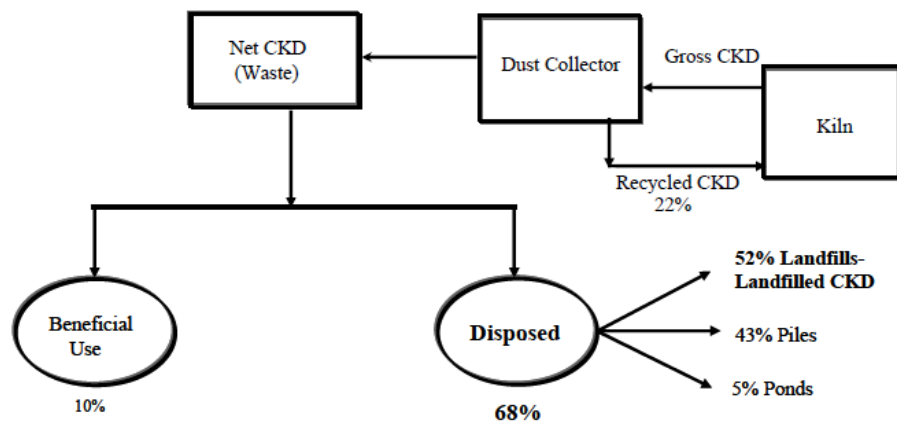 Net CKD
(Waste)
Dust Collector
Gross CKD
Kiln
Recycled CKD
22%
Beneficial
Use
10%
Disposed
68%
52% Landfills-
Landfilled CKD
43% Piles
5% Ponds